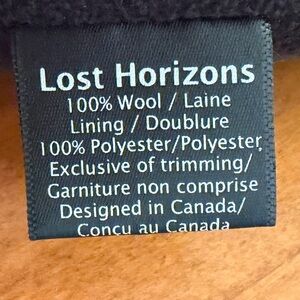 Lost Horizons
100% Wool / Laine
Lining / Doublure
100% Polyester/Polyester
Exclusive of trimming/
Garniture non comprise
Designed in Canada/
Conçu au Canada